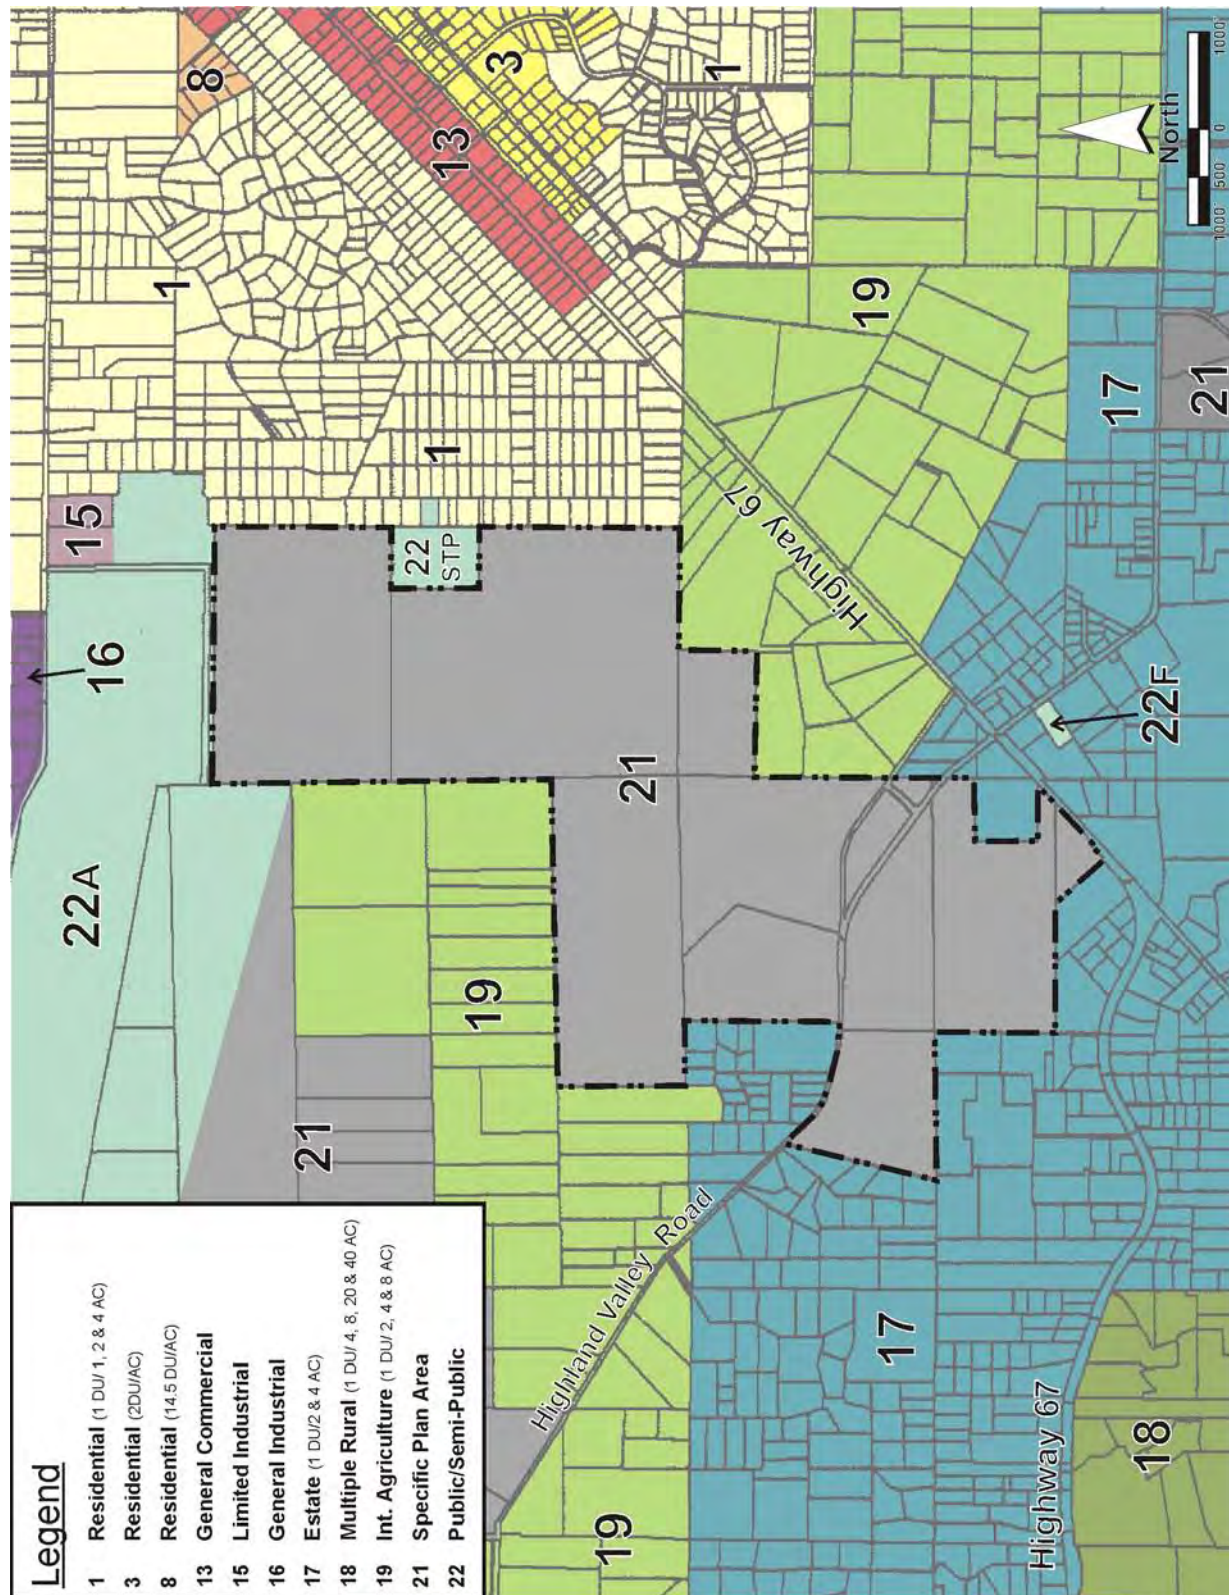 Legend
1 Residential (1 DU/ 1, 2 & 4 AC)
3 Residential (2DU/AC)
8 Residential (14.5 DU/AC)
13 General Commercial
15 Limited Industrial
16 General Industrial
17 Estate (1 DU/2 & 4 AC)
18 Multiple Rural (1 DU/ 4, 8, 20 & 40 AC)
19 Int. Agriculture (1 DU/ 2, 4 & 8 AC)
21 Specific Plan Area
22 Public/Semi-Public
22A
16
15
8
1
13
3
1
1
22
STP
21
19
21
19
Highway 67
19
Highland Valley Road
17
22F
17
21
Highway 67
18
North
1000' 500 0 1000'